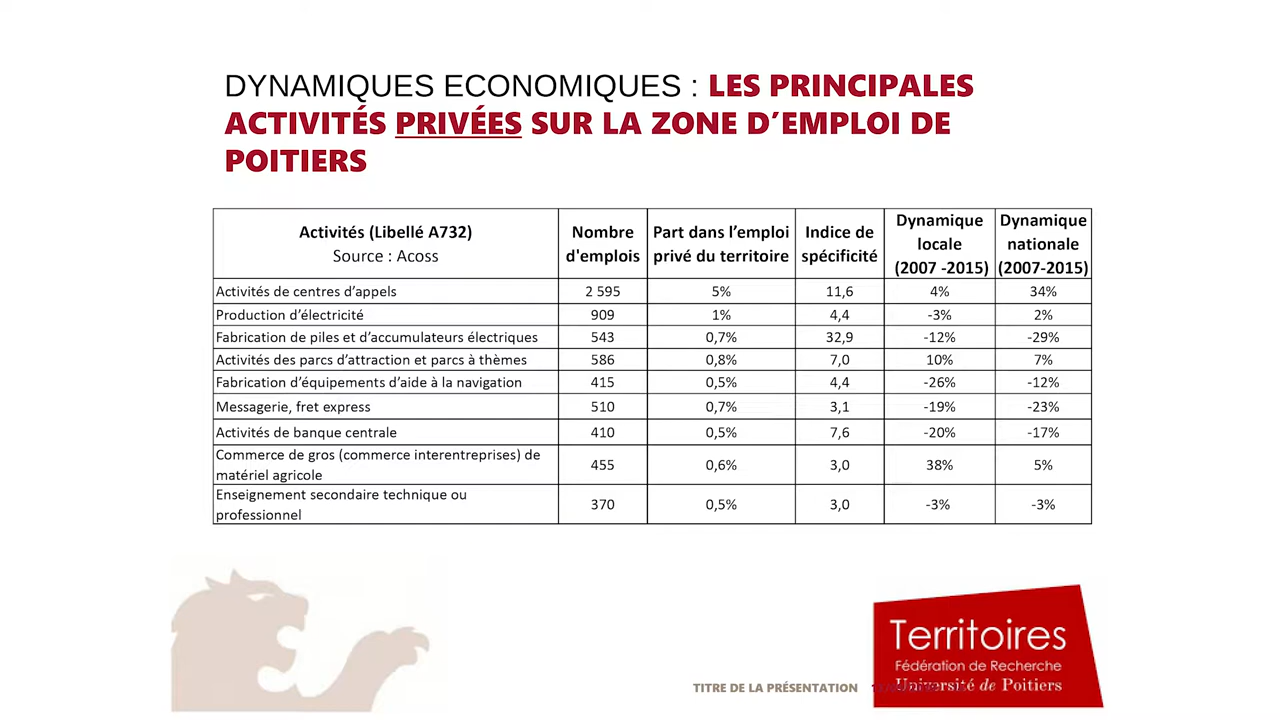 DYNAMIQUES ECONOMIQUES : LES PRINCIPALES
ACTIVITÉS PRIVÉES SUR LA ZONE D’EMPLOI DE
POITIERS
Activités (Libellé A732)
Source : Acoss
Nombre
d'emplois
Part dans l’emploi
privé du territoire
Indice de
spécificité
Dynamique
locale
(2007 -2015)
Dynamique
nationale
(2007-2015)
Activités de centres d’appels 2 595 5% 11,6 4% 34%
Production d’électricité 909 1% 4,4 -3% 2%
Fabrication de piles et d’accumulateurs électriques 543 0,7% 32,9 -12% -29%
Activités des parcs d’attraction et parcs à thèmes 586 0,8% 7,0 10% 7%
Fabrication d’équipements d’aide à la navigation 415 0,5% 4,4 -26% -12%
Messagerie, fret express 510 0,7% 3,1 -19% -23%
Activités de banque centrale 410 0,5% 7,6 -20% -17%
Commerce de gros (commerce interentreprises) de
matériel agricole 455 0,6% 3,0 38% 5%
Enseignement secondaire technique ou
professionnel 370 0,5% 3,0 -3% -3%
Territoires
Fédération de Recherche
Université de Poitiers
TITRE DE LA PRÉSENTATION